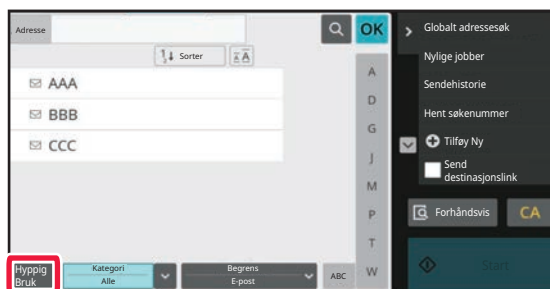 Adresse
OK
Sorter
AAA
BBB
CCC
A
D
G
J
M
P
T
W
Hyppig
Bruk
Kategori
Alle
Begrens
E-post
ABC
Globalt adressesøk
Nylige jobber
Sendehistorie
Hent søkenummer
Tilføy Ny
Send
destinasjonslink
Forhåndsvis
CA
Start